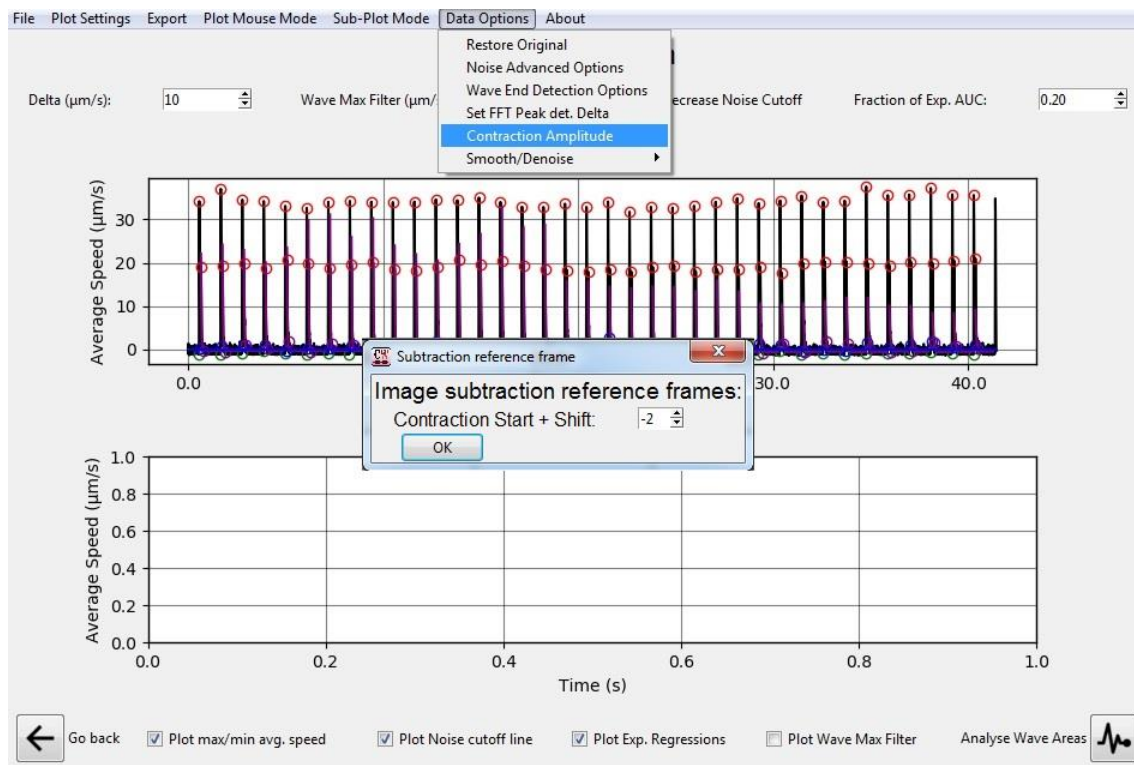 File Plot Settings Export Plot Mouse Mode Sub-Plot Mode Data Options About
Restore Original
Noise Advanced Options
Wave End Detection Options
Set FFT Peak det. Delta
Contraction Amplitude
Smooth/Denoise
Delta (µm/s): 10 Wave Max Filter (µm/ ecrease Noise Cutoff Fraction of Exp. AUC: 0.20
Average Speed (µm/s)
30
20
10
0
0.0 30.0 40.0
Subtraction reference frame
Image subtraction reference frames:
Contraction Start + Shift: -2
OK
Average Speed (µm/s)
1.0
0.8
0.6
0.4
0.2
0.0
0.0 0.2 0.4 0.6 0.8 1.0
Time (s)
Go back Plot max/min avg. speed Plot Noise cutoff line Plot Exp. Regressions Plot Wave Max Filter Analyse Wave Areas